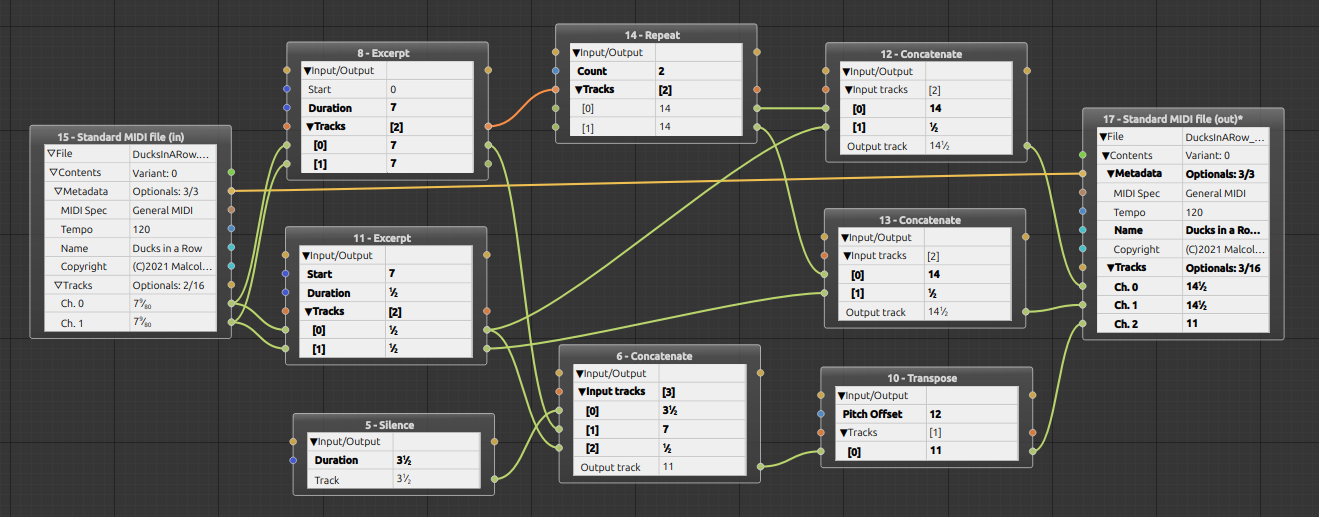 15 - Standard MIDI file (in)
▽File DucksInARow....
▽Contents Variant: 0
▽Metadata Optionals: 3/3
MIDI Spec General MIDI
Tempo 120
Name Ducks in a Row
Copyright (C)2021 Malcol...
▽Tracks Optionals: 2/16
Ch. 0 7⁹⁄₈₀
Ch. 1 7⁹⁄₈₀
8 - Excerpt
▼Input/Output
Start 0
Duration 7
▼Tracks [2]
[0] 7
[1] 7
11 - Excerpt
▼Input/Output
Start 7
Duration ½
▼Tracks [2]
[0] ½
[1] ½
5 - Silence
▼Input/Output
Duration 3½
Track 3½
14 - Repeat
▼Input/Output
Count 2
▼Tracks [2]
[0] 14
[1] 14
6 - Concatenate
▼Input/Output
▼Input tracks [3]
[0] 3½
[1] 7
[2] ½
Output track 11
12 - Concatenate
▼Input/Output
▼Input tracks [2]
[0] 14
[1] ½
Output track 14½
13 - Concatenate
▼Input/Output
▼Input tracks [2]
[0] 14
[1] ½
Output track 14½
10 - Transpose
▼Input/Output
Pitch Offset 12
▼Tracks [1]
[0] 11
17 - Standard MIDI file (out)*
▼File DucksInARow_...
▼Contents Variant: 0
▼Metadata Optionals: 3/3
MIDI Spec General MIDI
Tempo 120
Name Ducks in a Ro...
Copyright (C)2021 Malcol...
▼Tracks Optionals: 3/16
Ch. 0 14½
Ch. 1 14½
Ch. 2 11